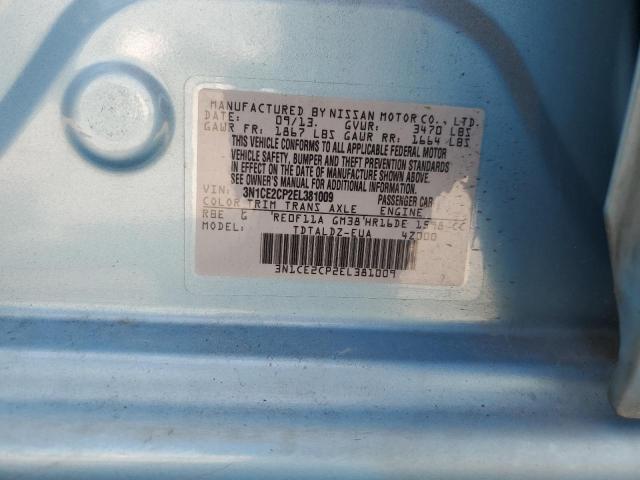 MANUFACTURED BY NISSAN MOTOR CO., LTD.
DATE: 09/13. GVWR: 3470 LBS
GAWR FR: 1867 LBS GAWR RR: 1664 LBS
THIS VEHICLE CONFORMS TO ALL APPLICABLE FEDERAL MOTOR
VEHICLE SAFETY, BUMPER AND THEFT PREVENTION STANDARDS
IN EFFECT ON THE DATE OF MANUFACTURE SHOWN ABOVE.
SEE OWNER'S MANUAL FOR ADDITIONAL INFORMATION.
VIN: 3N1CE2CP2EL381009 PASSENGER CAR
COLOR TRIM TRANS AXLE ENGINE
RBE G RE0F11A GM38 HR16DE 1598 CC
MODEL: TDTALDZ-EUA 4Z000
3N1CE2CP2EL381009